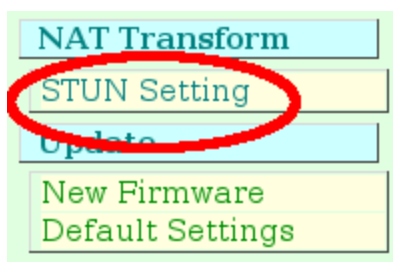 NAT Transform
STUN Setting
Update
New Firmware
Default Settings